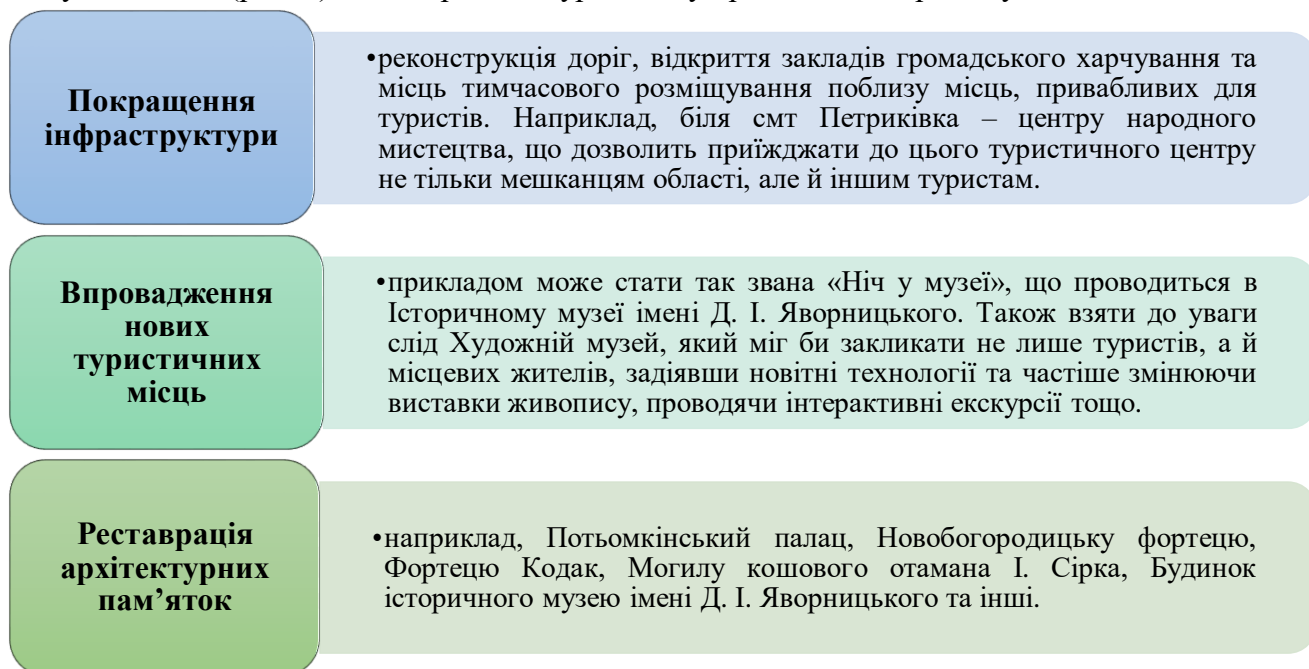 Покращення
інфраструктури
•реконструкція доріг, відкриття закладів громадського харчування та
місць тимчасового розміщування поблизу місць, привабливих для
туристів. Наприклад, біля смт Петриківка – центру народного
мистецтва, що дозволить приїжджати до цього туристичного центру
не тільки мешканцям області, але й іншим туристам.
Впровадження
нових
туристичних
місць
•прикладом може стати так звана «Ніч у музеї», що проводиться в
Історичному музеї імені Д. І. Яворницького. Також взяти до уваги
слід Художній музей, який міг би закликати не лише туристів, а й
місцевих жителів, задіявши новітні технології та частіше змінюючи
виставки живопису, проводячи інтерактивні екскурсії тощо.
Реставрація
архітектурних
пам’яток
•наприклад, Потьомкінський палац, Новобогородицьку фортецю,
Фортецю Кодак, Могилу кошового отамана І. Сірка, Будинок
історичного музею імені Д. І. Яворницького та інші.